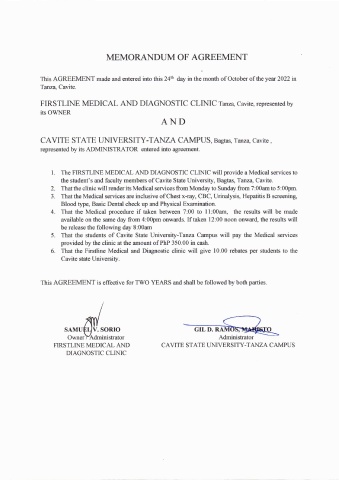 MEMORANDUM OF AGREEMENT
This AGREEMENT made and entered into this 24th day in the month of October of the year 2022 in
Tanza, Cavite.
FIRSTLINE MEDICAL AND DIAGNOSTIC CLINIC Tanza, Cavite, represented by
its OWNER
A N D
CAVITE STATE UNIVERSITY-TANZA CAMPUS, Bagtas, Tanza, Cavite ,
represented by its ADMINISTRATOR entered into agreement.
1. The FIRSTLINE MEDICAL AND DIAGNOSTIC CLINIC will provide a Medical services to
the student's and faculty members of Cavite State University, Bagtas, Tanza, Cavite.
2. That the clinic will render its Medical services from Monday to Sunday from 7:00am to 5:00pm.
3. That the Medical services are inclusive of Chest x-ray, CBC, Urinalysis, Hepatitis B screening,
Blood type, Basic Dental check up and Physical Examination.
4. That the Medical procedure if taken between 7:00 to 11:00am, the results will be made
available on the same day from 4:00pm onwards. If taken 12:00 noon onward, the results will
be release the following day 8:00am
5. That the students of Cavite State University-Tanza Campus will pay the Medical services
provided by the clinic at the amount of PhP 350.00 in cash.
6. That the Firstline Medical and Diagnostic clinic will give 10.00 rebates per students to the
Cavite state University.
This AGREEMENT is effective for TWO YEARS and shall be followed by both parties.
SAMUEL V. SORIO
Owner / Administrator
FIRSTLINE MEDICAL AND
DIAGNOSTIC CLINIC
GIL D. RAMOS,
Administrator
CAVITE STATE UNIVERSITY-TANZA CAMPUS